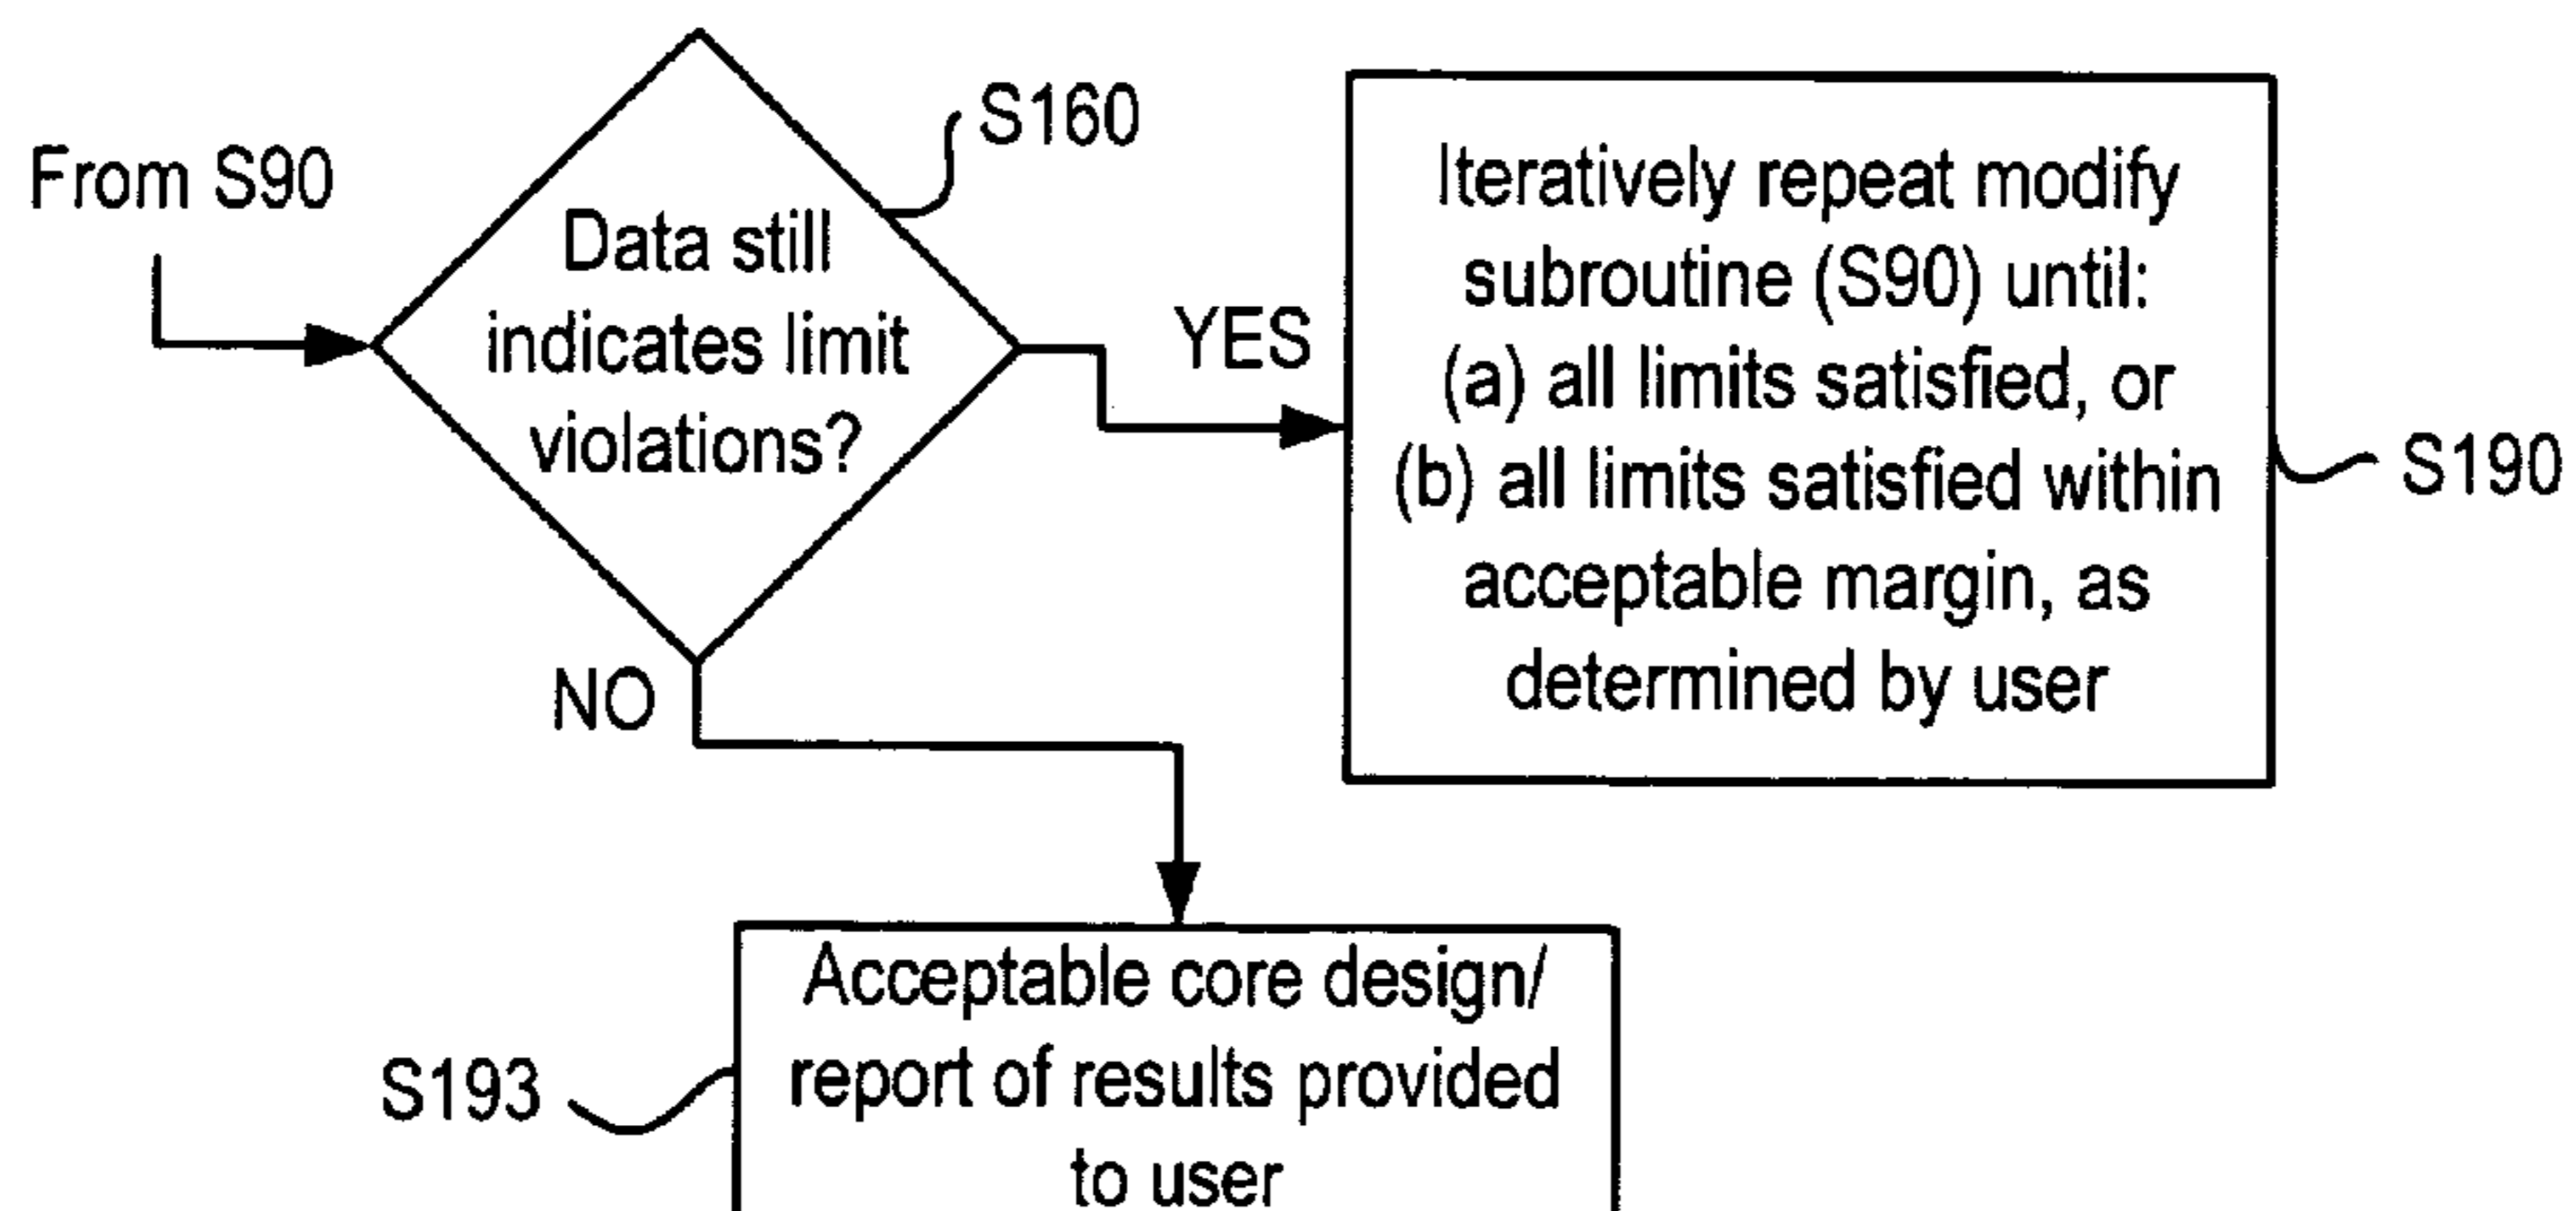 From S90
S160
Data still
indicates limit
violations?
YES
NO
Iteratively repeat modify
subroutine (S90) until:
(a) all limits satisfied, or
(b) all limits satisfied within
acceptable margin, as
determined by user
S190
S193
Acceptable core design/
report of results provided
to user